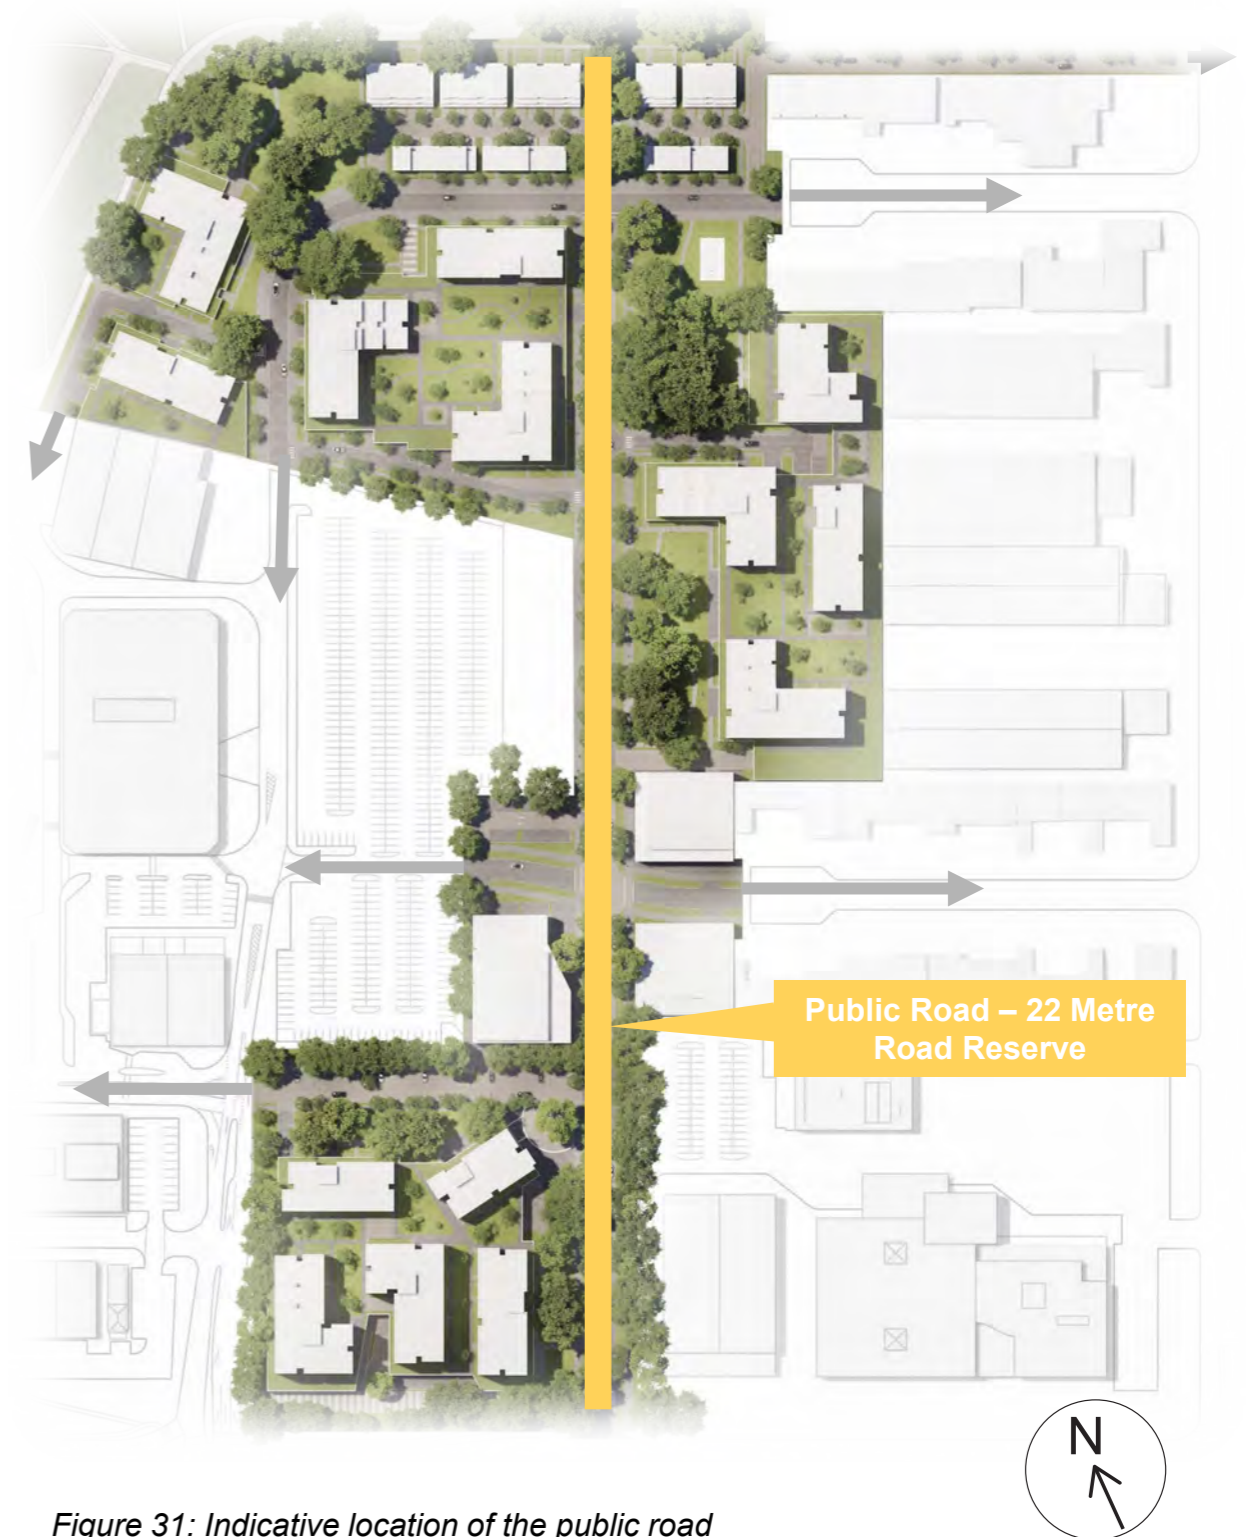 Public Road – 22 Metre
Road Reserve
N
Figure 31: Indicative location of the public road